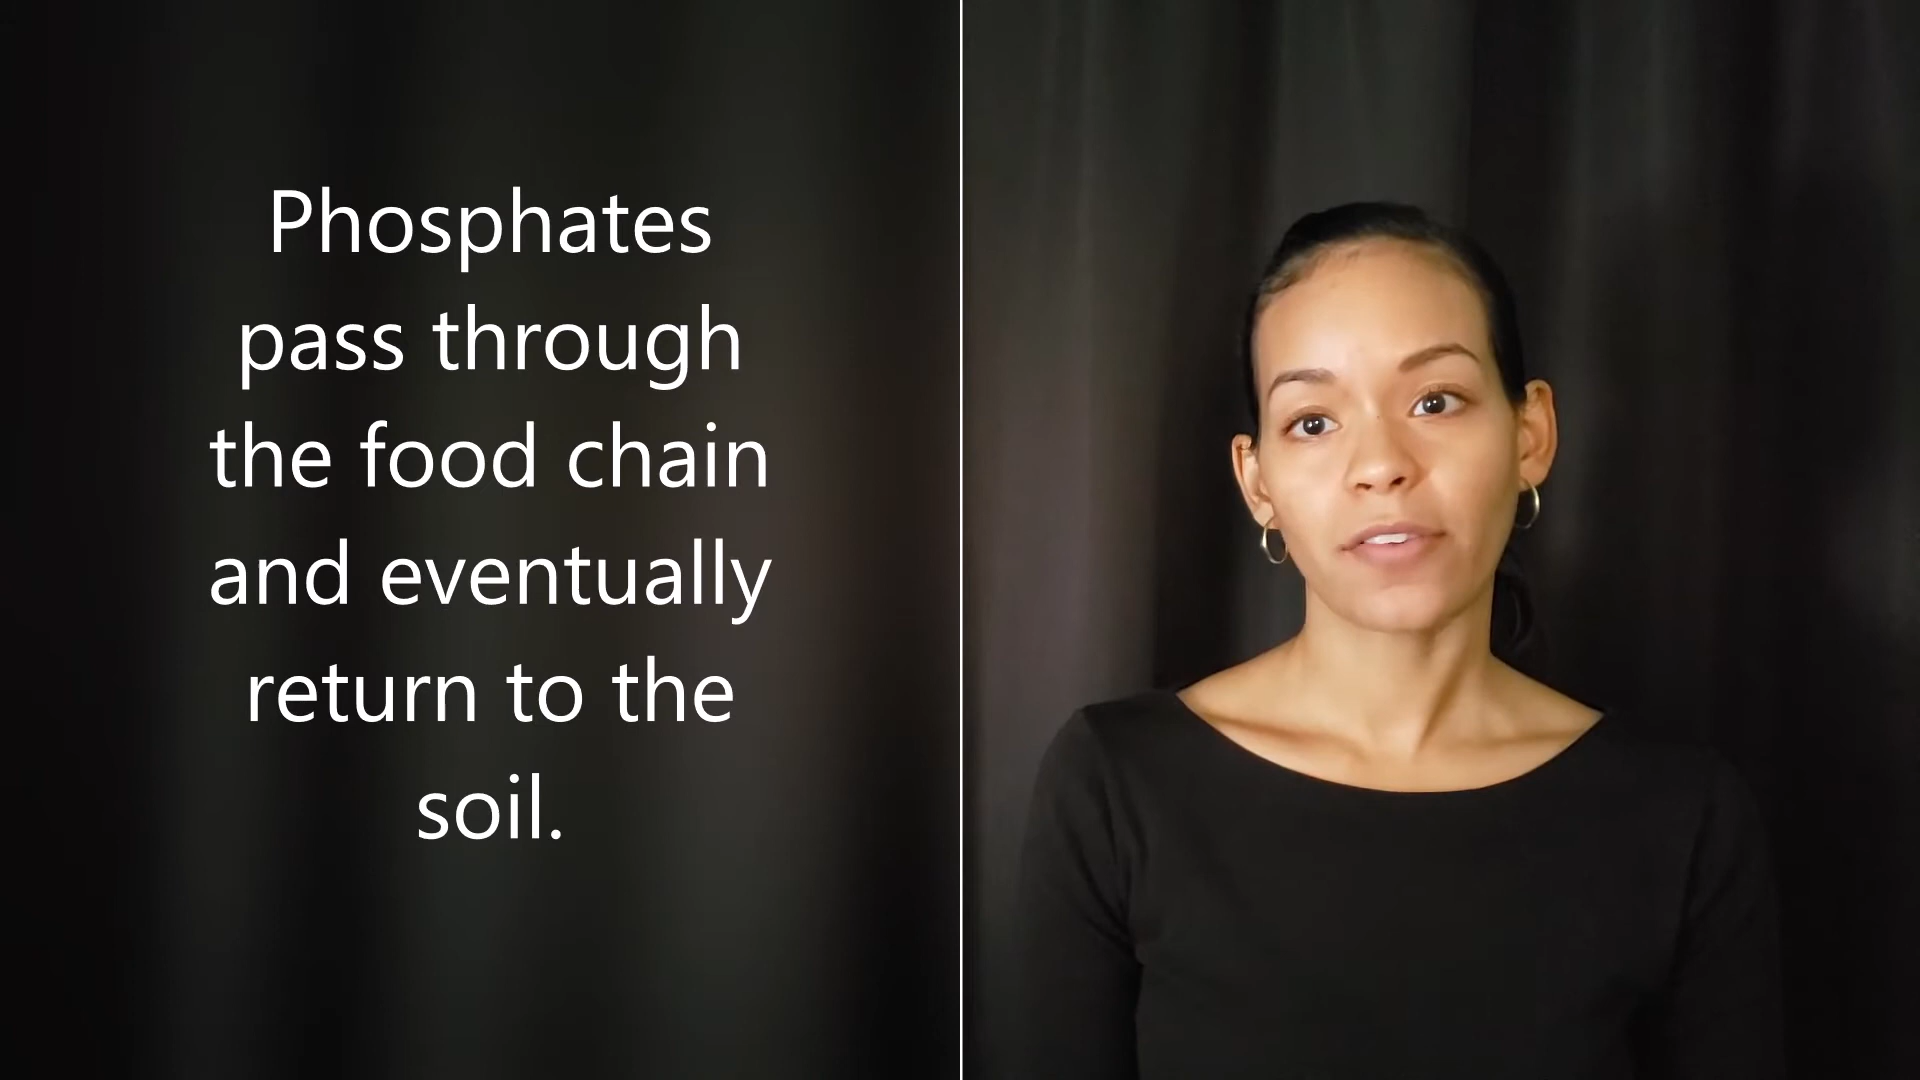 Phosphates
pass through
the food chain
and eventually
return to the
soil.